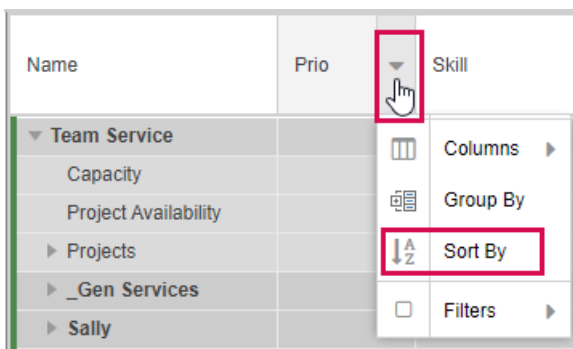 Name Prio Skill
Team Service
Capacity
Project Availability
Projects
_Gen Services
Sally
Columns
Group By
A
Z
Sort By
Filters